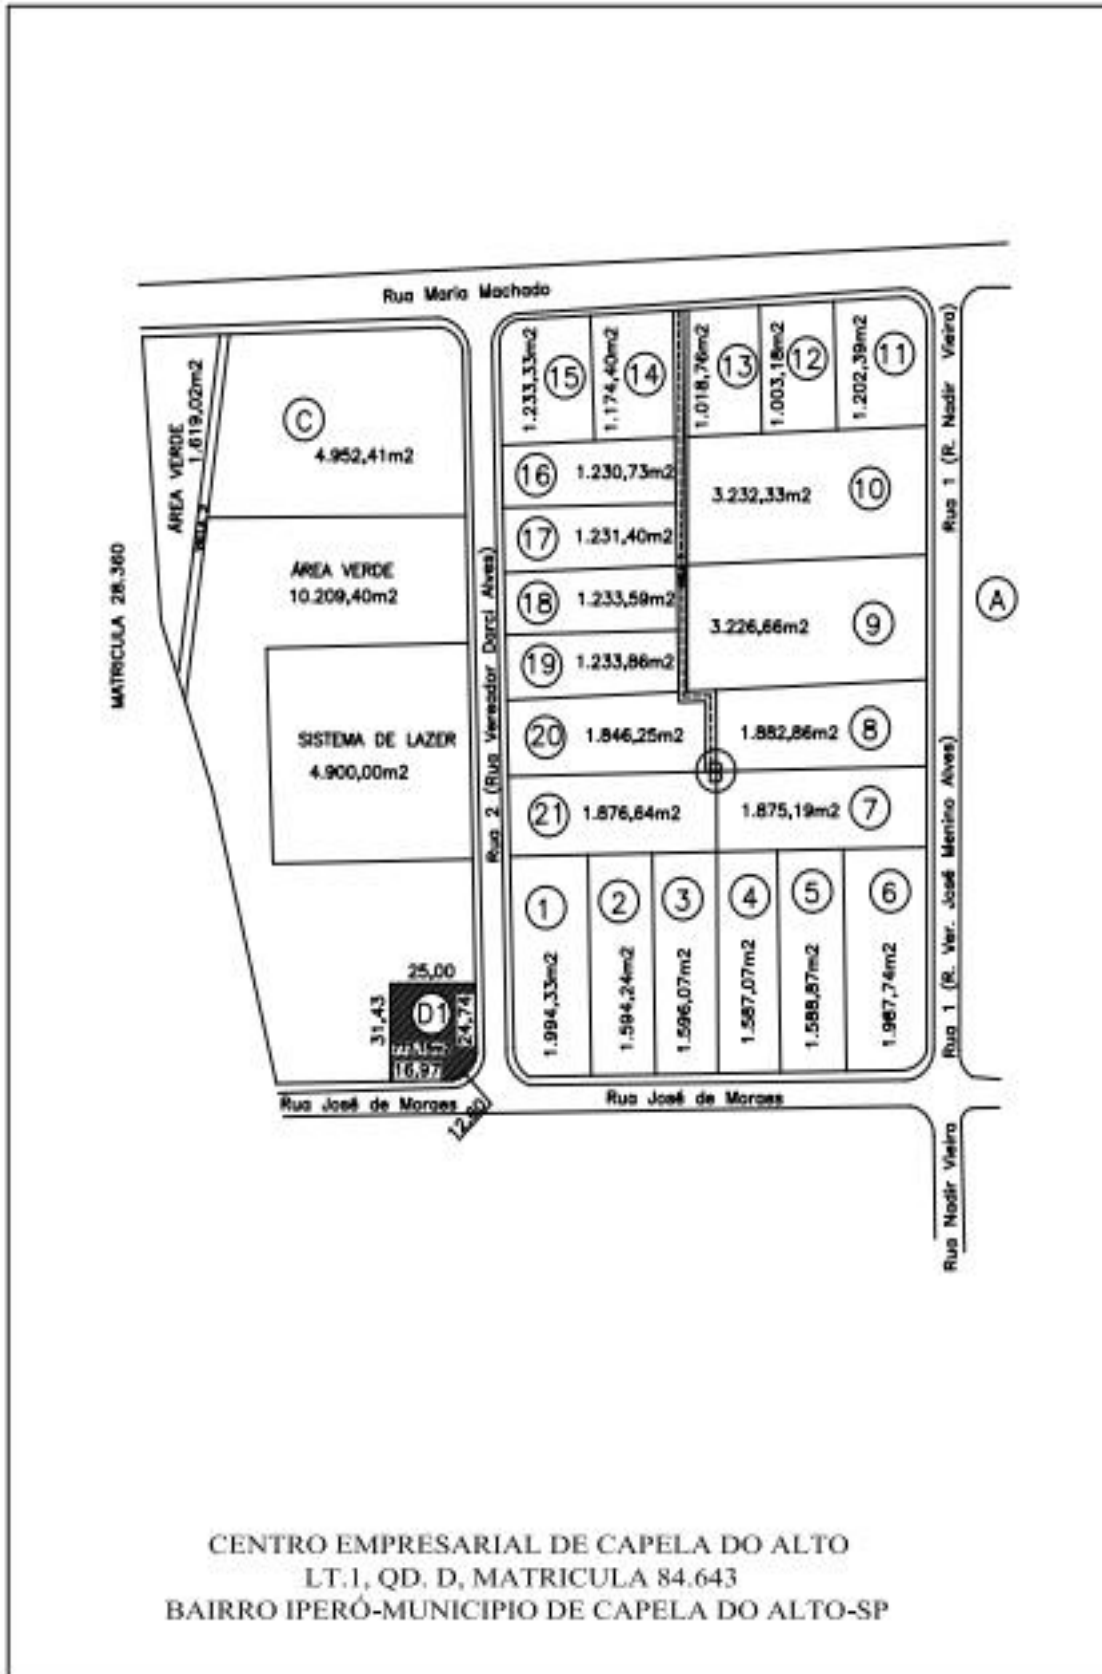 Rua Maria Machado
ÁREA VERDE
1.619,02m2
C
4.952,41m2
MATRICULA 28.360
ÁREA VERDE
10.209,40m2
SISTEMA DE LAZER
4.900,00m2
Rua 2 (Rua Vereador Darci Alves)
1.233,33m2
15
1.174,40m2
14
1.018,76m2
13
1.003,18m2
12
1.202,39m2
11
16
1.230,73m2
17
1.231,40m2
18
1.233,59m2
19
1.233,86m2
20
1.846,25m2
21
1.876,64m2
3.232,33m2
10
3.226,66m2
9
1.882,86m2
8
1.875,19m2
7
1
1.994,33m2
2
1.594,24m2
3
1.596,07m2
4
1.587,07m2
5
1.588,87m2
6
1.987,74m2
Rua 1 (R. Nadir Vieira)
A
Rua 1 (R. Ver. José Menino Alves)
25,00
31,43
D1
24,74
16,97
12,60
Rua José de Moraes
Rua José de Moraes
Rua Nadir Vieira
CENTRO EMPRESARIAL DE CAPELA DO ALTO
LT.1, QD. D, MATRICULA 84.643
BAIRRO IPERÓ-MUNICIPIO DE CAPELA DO ALTO-SP